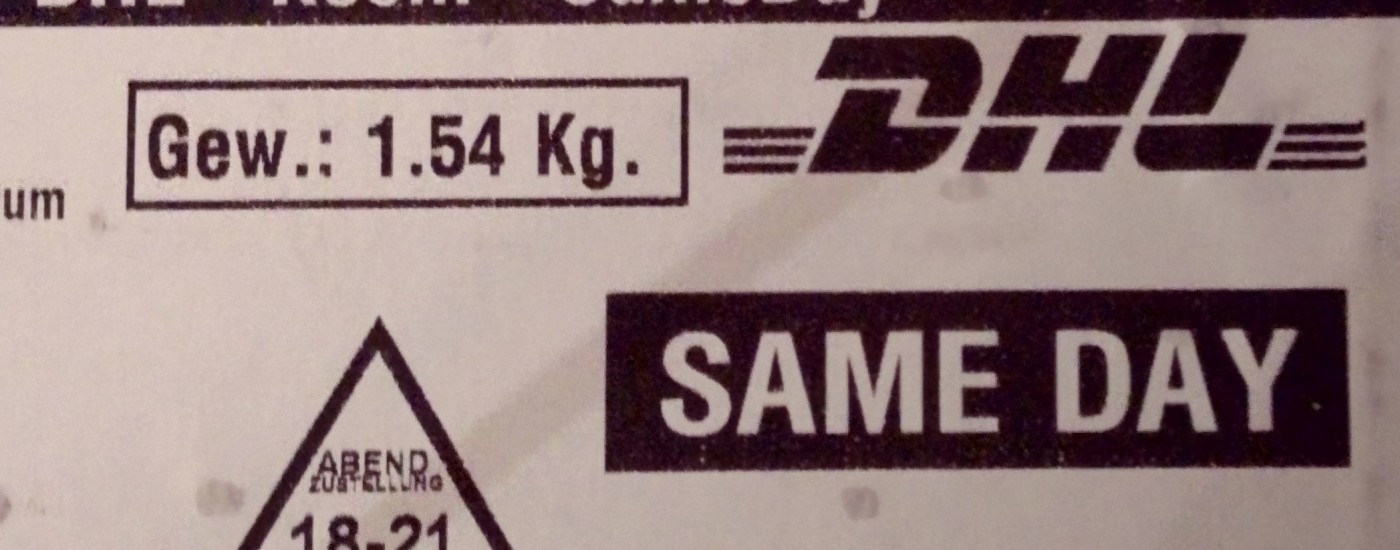 Gew.: 1.54 Kg.
DHL
um
SAME DAY
ABEND
ZUSTELLUNG
18-21